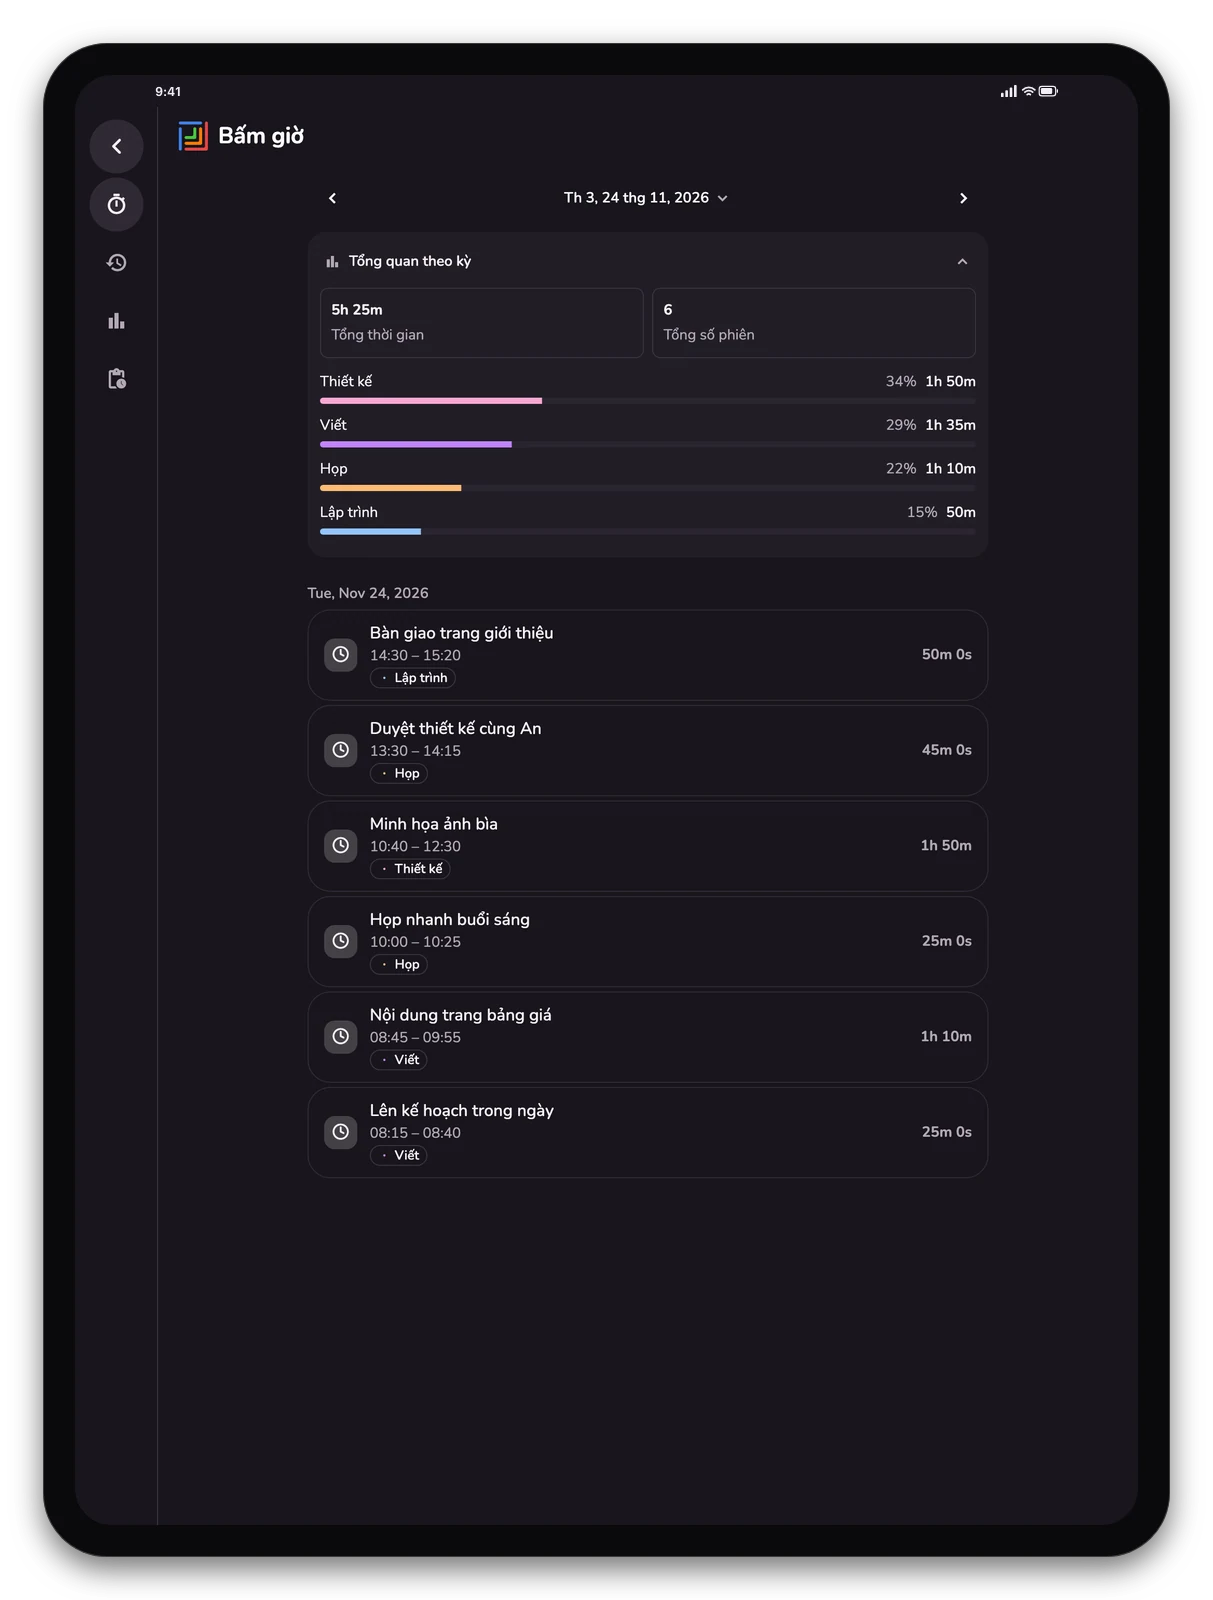 9:41
Bấm giờ
Th 3, 24 thg 11, 2026
Tổng quan theo kỳ
5h 25m
Tổng thời gian
6
Tổng số phiên
Thiết kế 34% 1h 50m
Viết 29% 1h 35m
Họp 22% 1h 10m
Lập trình 15% 50m
Tue, Nov 24, 2026
Bàn giao trang giới thiệu
14:30 – 15:20
50m 0s
· Lập trình
Duyệt thiết kế cùng An
13:30 – 14:15
45m 0s
· Họp
Minh họa ảnh bìa
10:40 – 12:30
1h 50m
· Thiết kế
Họp nhanh buổi sáng
10:00 – 10:25
25m 0s
· Họp
Nội dung trang bảng giá
08:45 – 09:55
1h 10m
· Viết
Lên kế hoạch trong ngày
08:15 – 08:40
25m 0s
· Viết